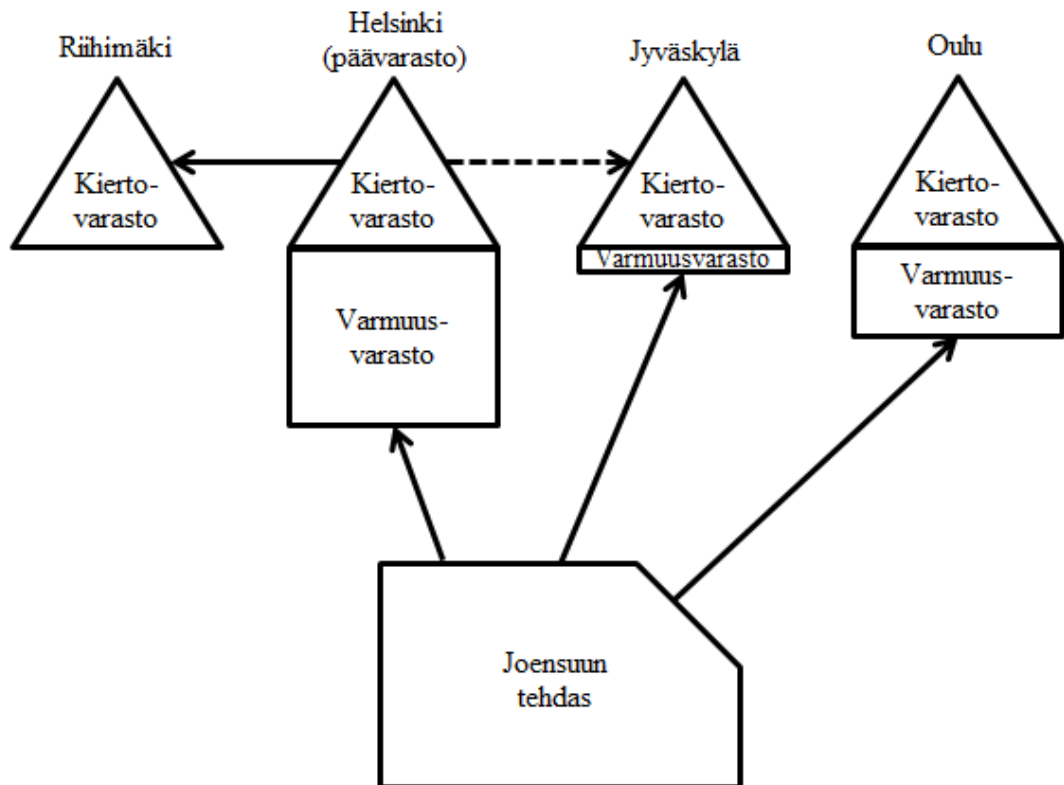 Riihimäki
Helsinki
(päävarasto)
Jyväskylä
Oulu
Kierto-
varasto
Kierto-
varasto
Kierto-
varasto
Kierto-
varasto
Varmuus-
varasto
Varmuusvarasto
Varmuus-
varasto
Joensuun
tehdas